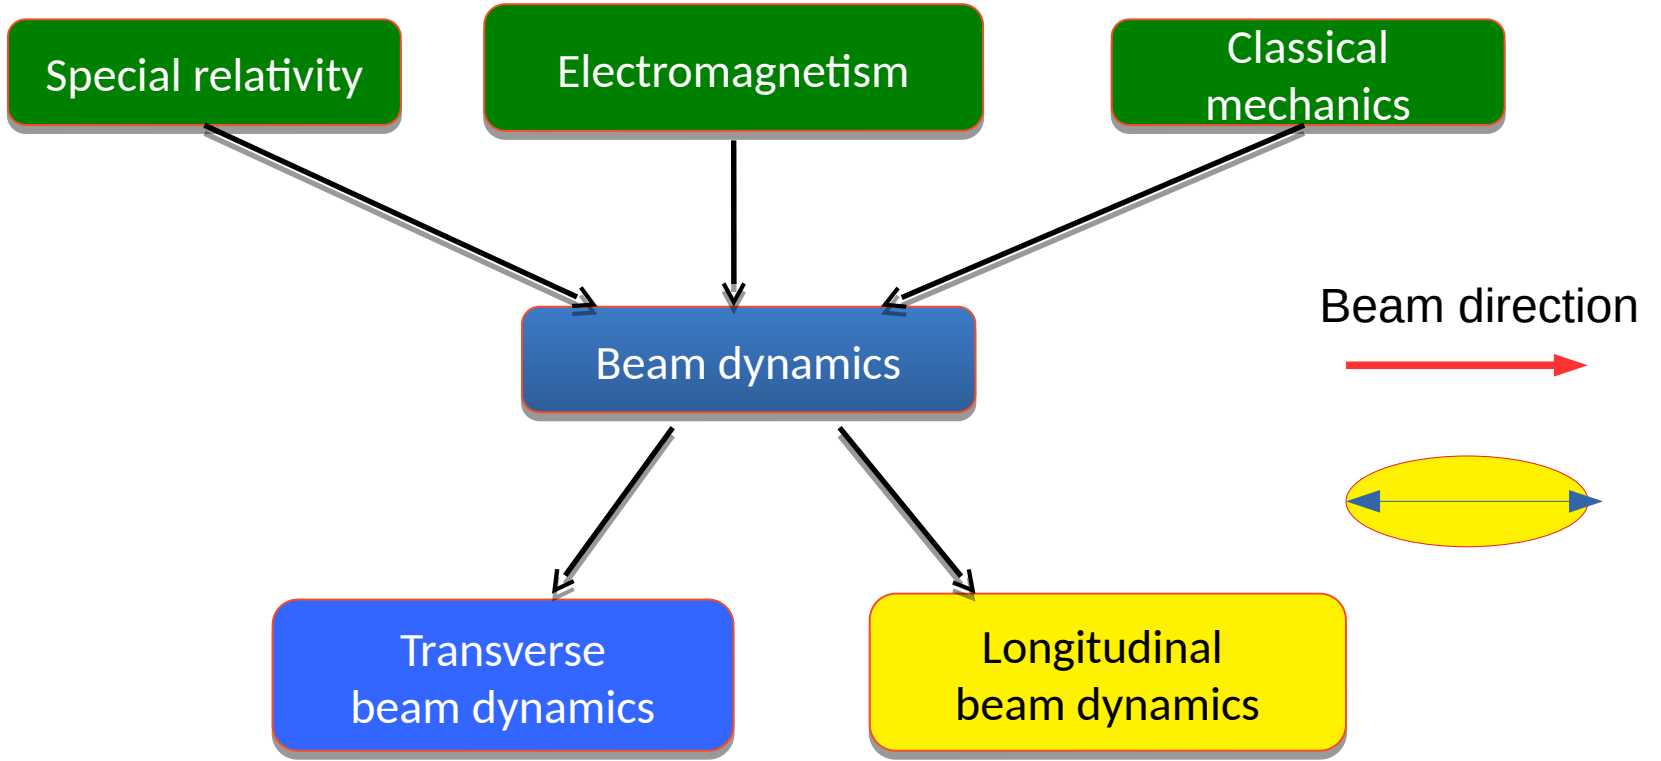 Special relativity
Electromagnetism
Classical
mechanics
Beam direction
Beam dynamics
Transverse
beam dynamics
Longitudinal
beam dynamics